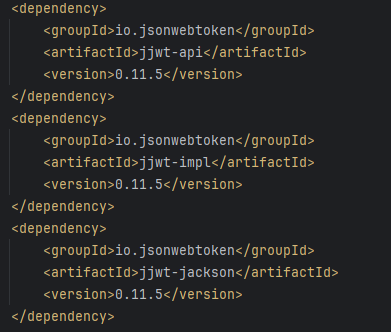 <dependency>
    <groupId>io.jsonwebtoken</groupId>
    <artifactId>jjwt-api</artifactId>
    <version>0.11.5</version>
</dependency>
<dependency>
    <groupId>io.jsonwebtoken</groupId>
    <artifactId>jjwt-impl</artifactId>
    <version>0.11.5</version>
</dependency>
<dependency>
    <groupId>io.jsonwebtoken</groupId>
    <artifactId>jjwt-jackson</artifactId>
    <version>0.11.5</version>
</dependency>